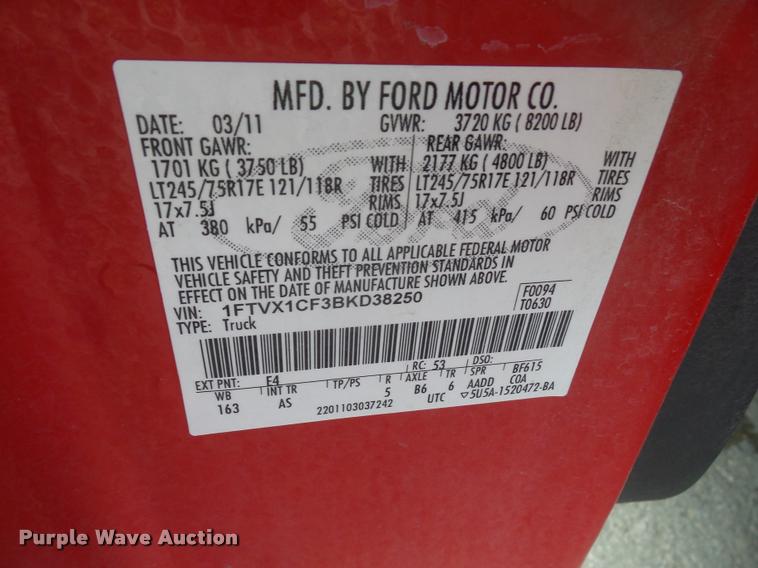 MFD. BY FORD MOTOR CO.
DATE: 03/11 GVWR: 3720 KG ( 8200 LB)
FRONT GAWR: REAR GAWR:
1701 KG ( 3750 LB) WITH 2177 KG ( 4800 LB) WITH
LT245/75R17E 121/118R TIRES LT245/75R17E 121/118R TIRES
17x7.5J RIMS 17x7.5J RIMS
AT 380 kPa/ 55 PSI COLD AT 415 kPa/ 60 PSI COLD
THIS VEHICLE CONFORMS TO ALL APPLICABLE FEDERAL MOTOR
VEHICLE SAFETY AND THEFT PREVENTION STANDARDS IN
EFFECT ON THE DATE OF MANUFACTURE SHOWN ABOVE.
VIN: 1FTVX1CF3BKD38250 F0094
TYPE: Truck T0630
EXT PNT: F4 RC: 53 DSO:
WB INT TR TP/PS R AXLE TR SPR BF615
163 AS 5 B6 6 AADD COA
2201103037242 UTC ▽5U5A-1520472-BA
Purple Wave Auction